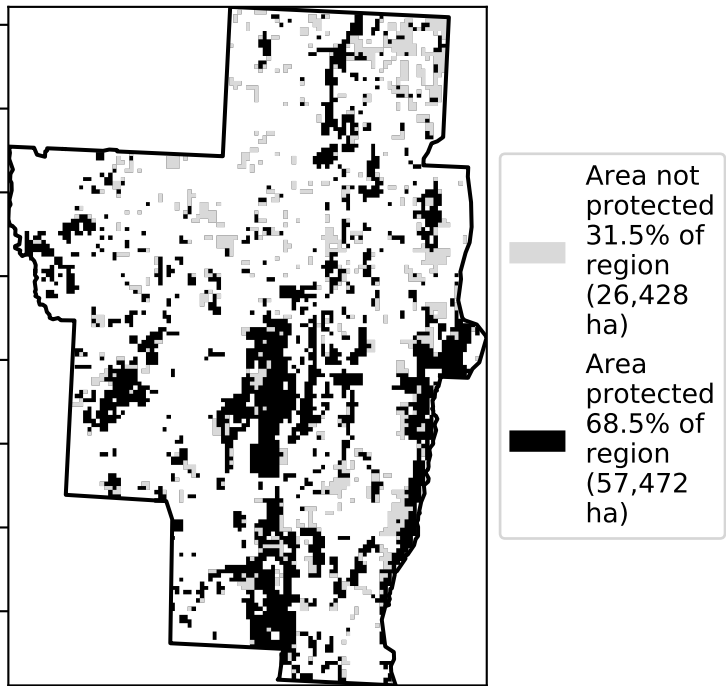 Area not
protected
31.5% of
region
(26,428
ha)
Area
protected
68.5% of
region
(57,472
ha)